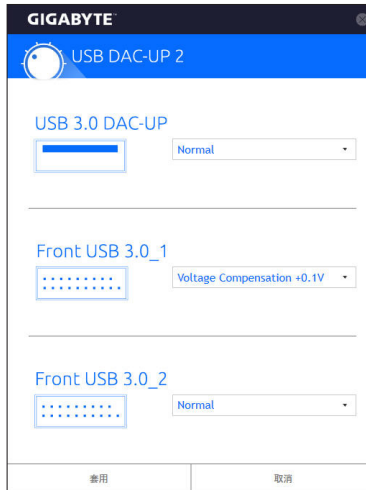 GIGABYTE™
USB DAC-UP 2
USB 3.0 DAC-UP
Normal
Front USB 3.0_1
Voltage Compensation +0.1V
Front USB 3.0_2
Normal
套用
取消